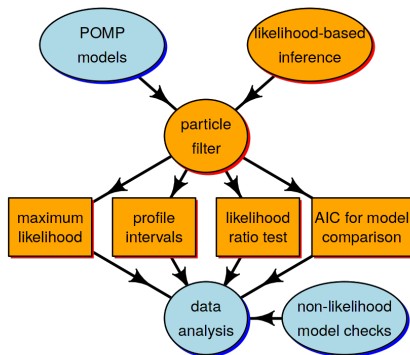 POMP
models
likelihood-based
inference
particle
filter
maximum
likelihood
profile
intervals
likelihood
ratio test
AIC for model
comparison
data
analysis
non-likelihood
model checks